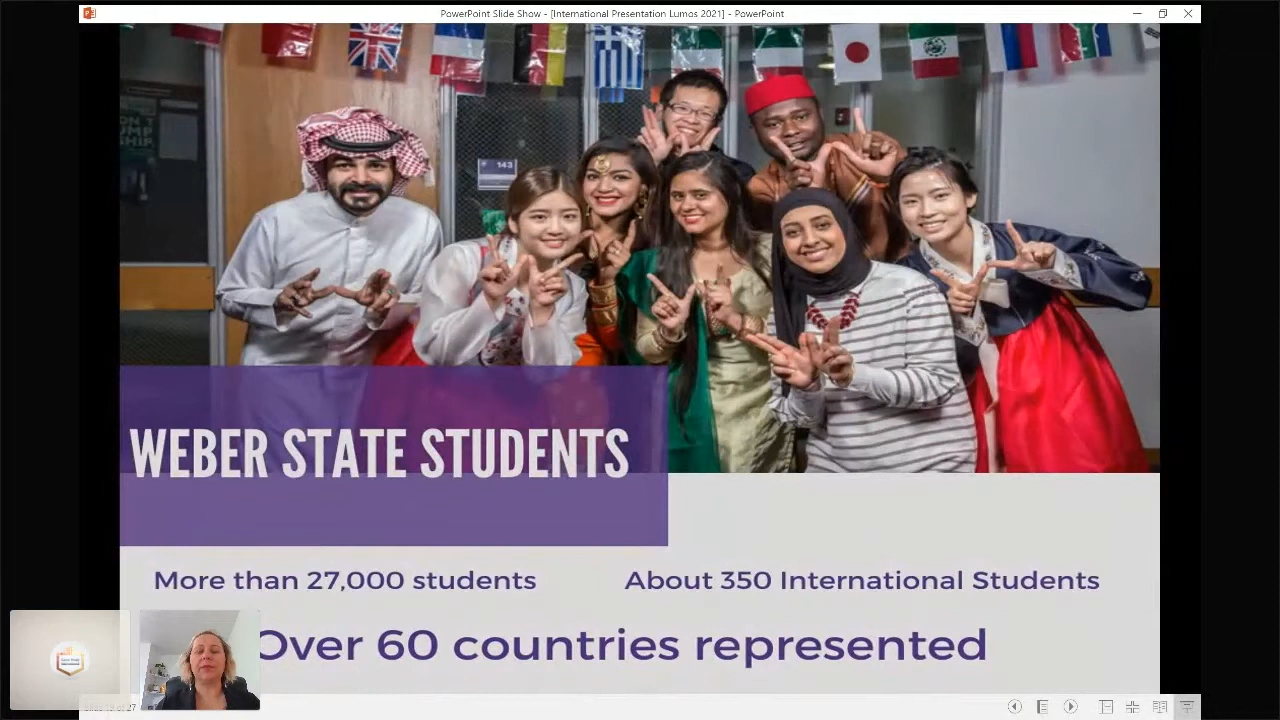 PowerPoint Slide Show - [International Presentation Lumos 2021] - PowerPoint
143
WEBER STATE STUDENTS
More than 27,000 students
About 350 International Students
Over 60 countries represented